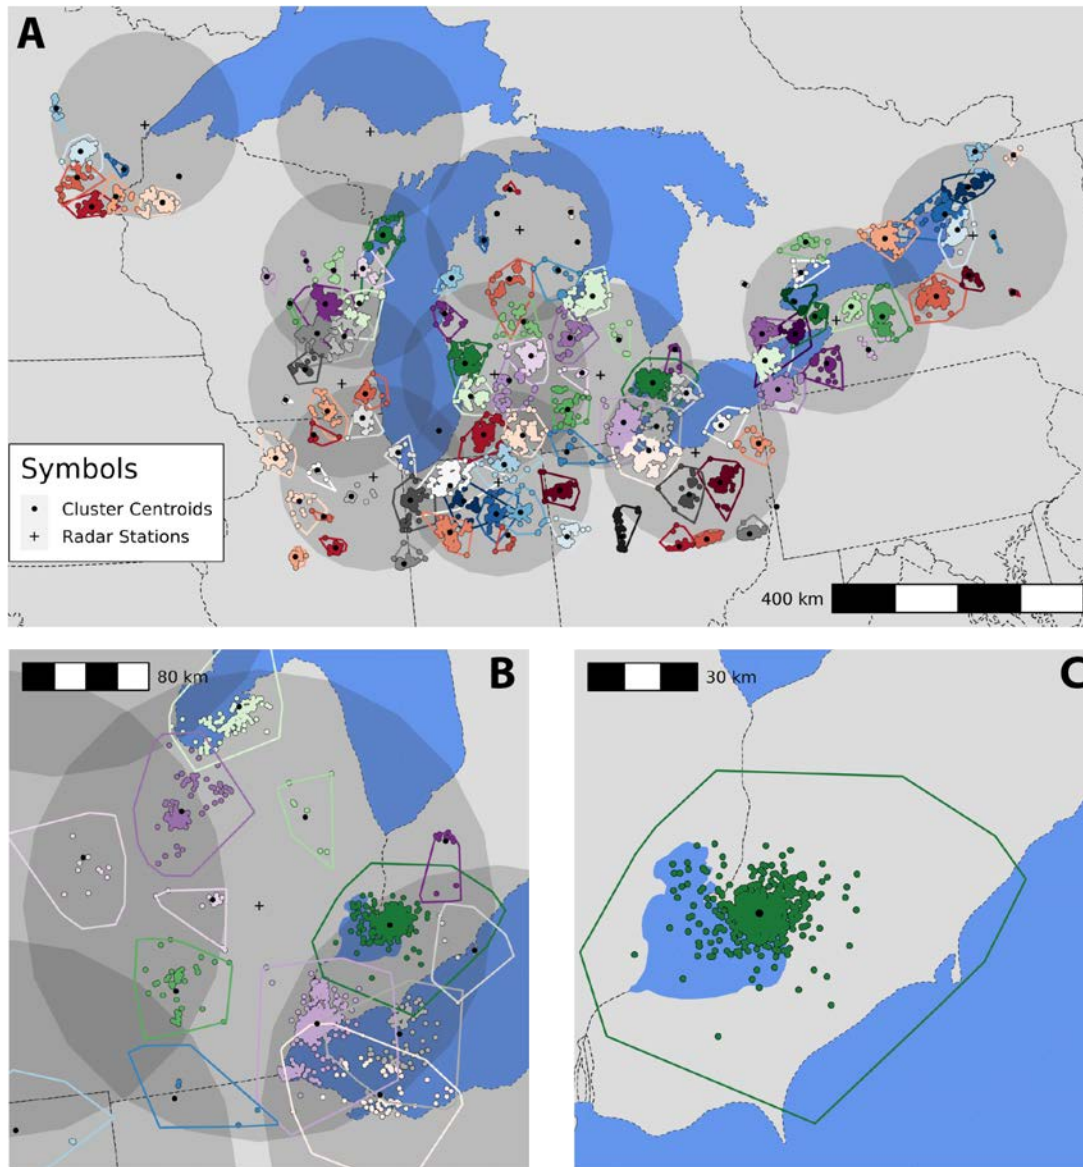 A
Symbols
Cluster Centroids
Radar Stations
400 km
80 km
B
30 km
C